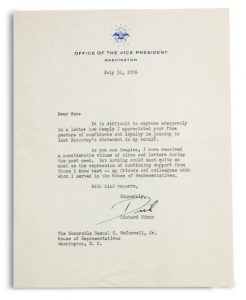 OFFICE OF THE VICE PRESIDENT
WASHINGTON
July 31, 1956
Dear Sam:
It is difficult to express adequately
in a letter how deeply I appreciated your fine
gesture of confidence and loyalty in joining in
last Saturday's statement in my behalf.
As you can imagine, I have received
a considerable volume of wires and letters during
the past week. But nothing could mean quite so
much as the expression of continuing support from
those I know best -- my friends and colleagues with
whom I served in the House of Representatives.
With kind regards,
Sincerely,
Dick
Richard Nixon
The Honorable Samuel K. McConnell, Jr.
House of Representatives
Washington, D. C.